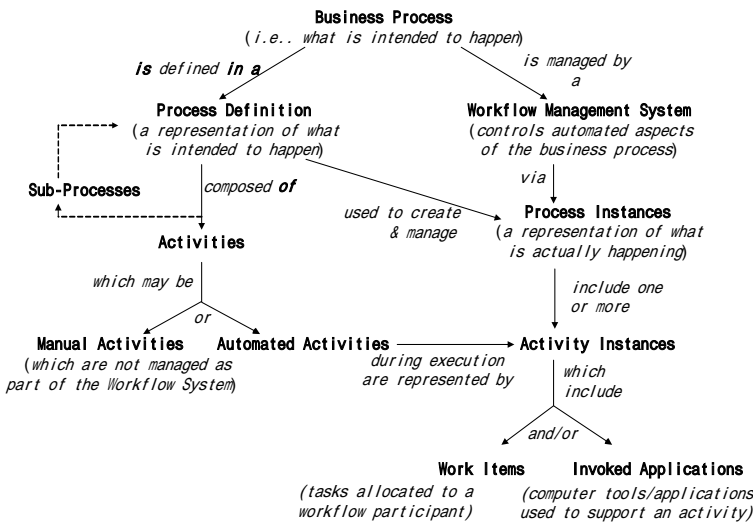 Business Process
(i.e.. what is intended to happen)
is defined in a
is managed by
a
Process Definition
(a representation of what
is intended to happen)
Workflow Management System
(controls automated aspects
of the business process)
Sub-Processes
composed of
via
used to create
& manage
Process Instances
(a representation of what
is actually happening)
Activities
which may be
or
include one
or more
Manual Activities
(which are not managed as
part of the Workflow System)
Automated Activities
during execution
are represented by
Activity Instances
which
include
and/or
Work Items
(tasks allocated to a
workflow participant)
Invoked Applications
(computer tools/applications
used to support an activity)